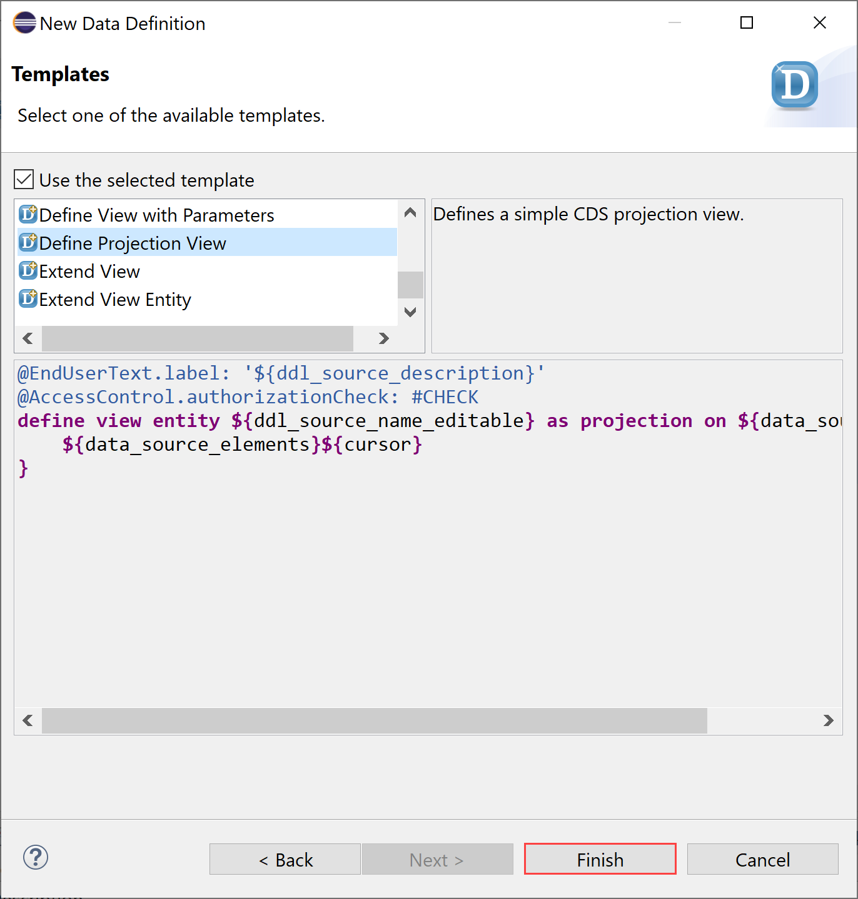 New Data Definition
Templates
Select one of the available templates.
D
Use the selected template
Define View with Parameters
Define Projection View
Extend View
Extend View Entity
Defines a simple CDS projection view.
@EndUserText.label: '${ddl_source_description}'
@AccessControl.authorizationCheck: #CHECK
define view entity ${ddl_source_name_editable} as projection on ${data_sou
${data_source_elements}${cursor}
}
?
< Back
Next >
Finish
Cancel